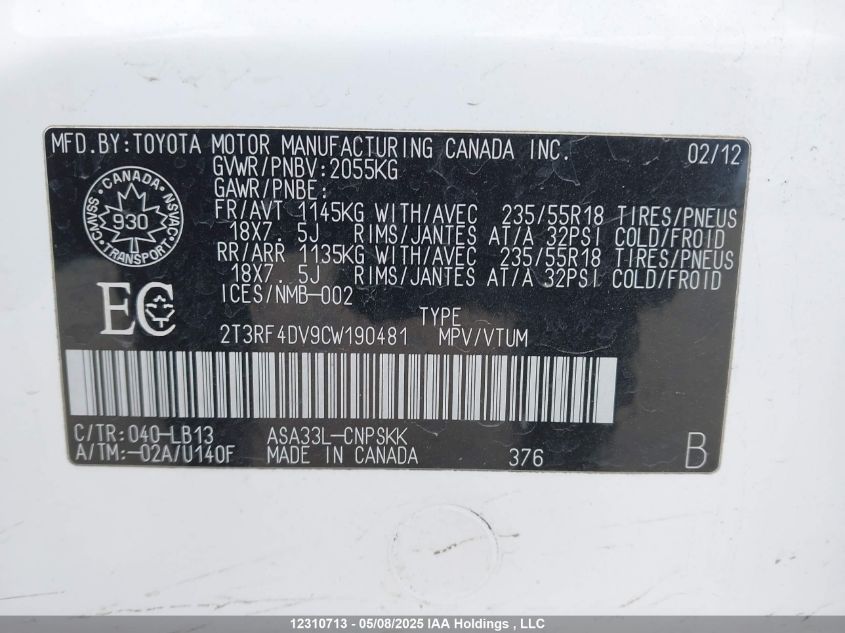 MFD.BY:TOYOTA MOTOR MANUFACTURING CANADA INC. 02/12
GVWR/PNBV:2055KG
GAWR/PNBE:
FR/AVT 1145KG WITH/AVEC 235/55R18 TIRES/PNEUS
18X7. 5J RIMS/JANTES AT/A 32PSI COLD/FROID
RR/ARR 1135KG WITH/AVEC 235/55R18 TIRES/PNEUS
18X7. 5J RIMS/JANTES AT/A 32PSI COLD/FROID
ICES/NMB-002
CANADA
CMVSS NSVAC
930
TRANSPORT
EC
TYPE
2T3RF4DV9CW190481 MPV/VTUM
C/TR:040-LB13 ASA33L-CNPSKK
A/TM:-02A/U140F MADE IN CANADA 376 B
12310713 - 05/08/2025 IAA Holdings , LLC